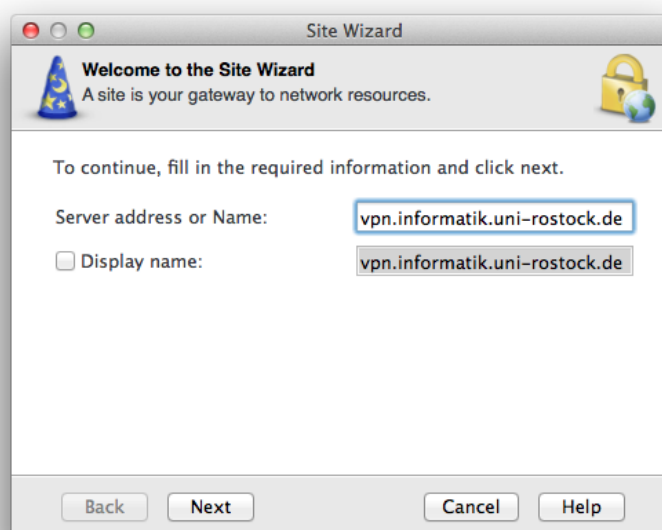 Site Wizard
Welcome to the Site Wizard
A site is your gateway to network resources.
To continue, fill in the required information and click next.
Server address or Name: vpn.informatik.uni-rostock.de
Display name: vpn.informatik.uni-rostock.de
Back Next Cancel Help